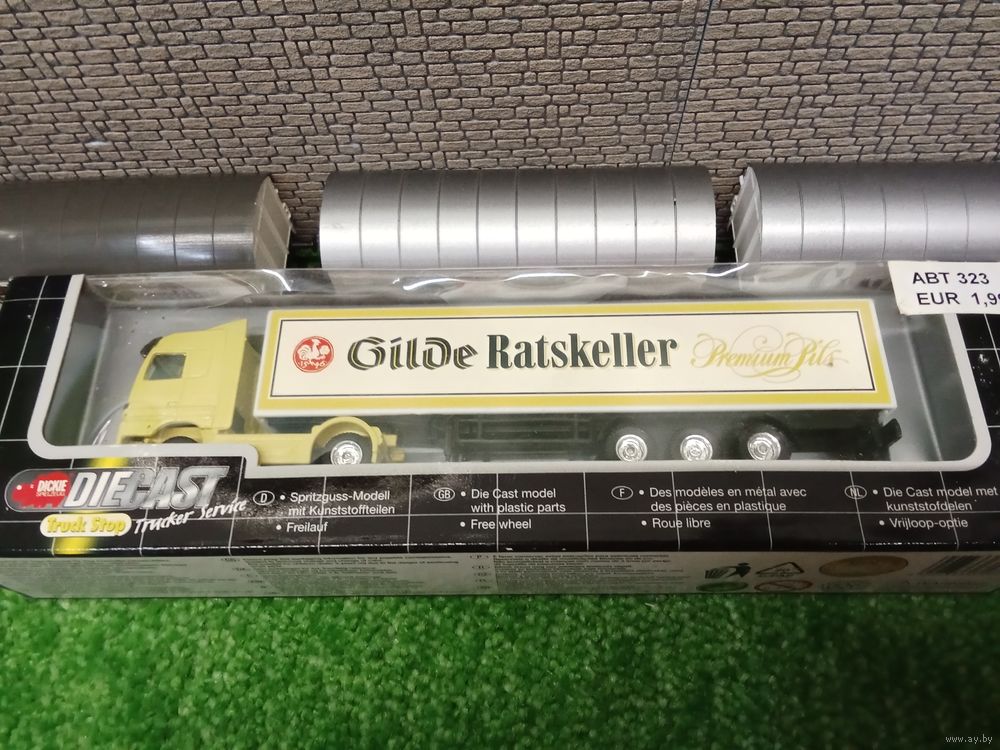 ABT 323
EUR 1,9
1546
Gilde Ratskeller Premium Pils
DICKIE
SPIELZEUG
DIECAST
Truck Stop Trucker Service
D • Spritzguss-Modell
mit Kunststoffteilen
• Freilauf
GB • Die Cast model
with plastic parts
• Free wheel
F • Des modèles en métal avec
des pièces en plastique
• Roue libre
NL • Die Cast model met
kunststofdelen
• Vrijloop-optie
www.ay.by